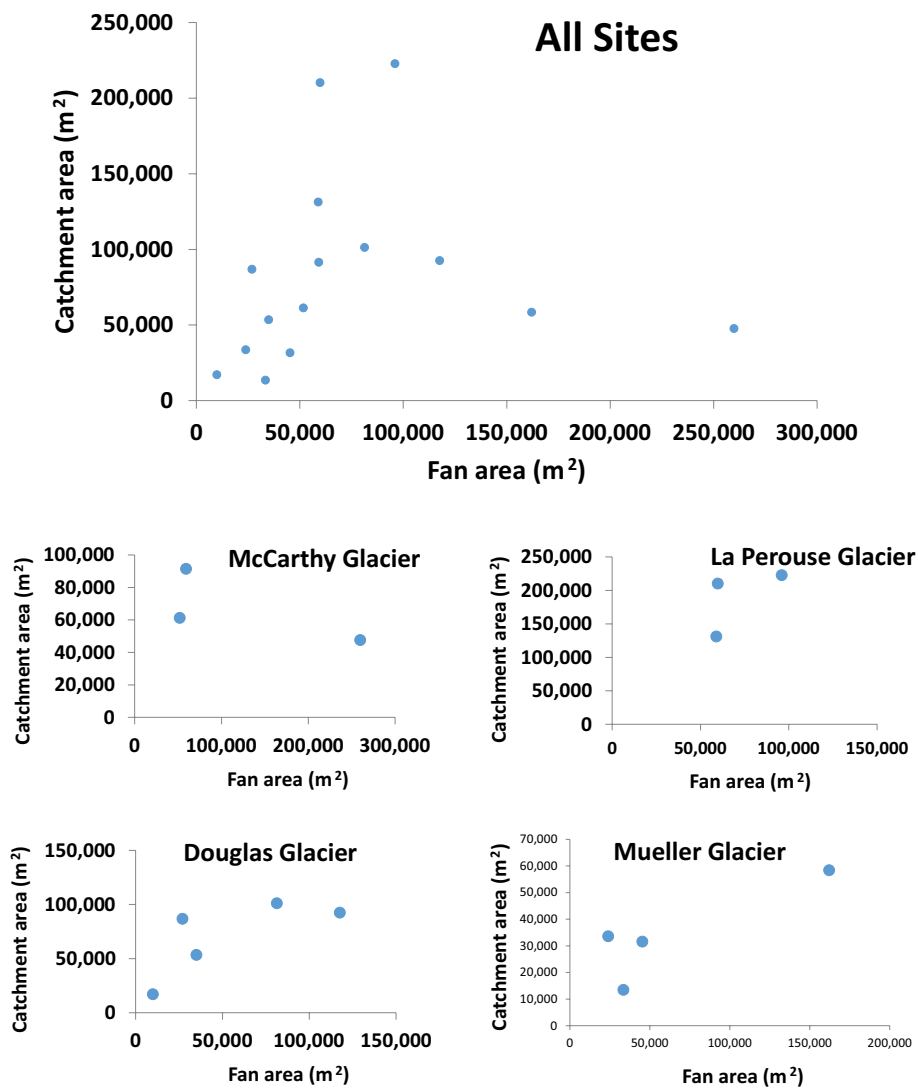 All Sites
Catchment area (m²)
250,000
200,000
150,000
100,000
50,000
0
0 50,000 100,000 150,000 200,000 250,000 300,000
Fan area (m²)
McCarthy Glacier
Catchment area (m²)
100,000
80,000
60,000
40,000
20,000
0
0 100,000 200,000 300,000
Fan area (m²)
La Perouse Glacier
Catchment area (m²)
250,000
200,000
150,000
100,000
50,000
0
0 50,000 100,000 150,000
Fan area (m²)
Douglas Glacier
Catchment area (m²)
150,000
100,000
50,000
0
0 50,000 100,000 150,000
Fan area (m²)
Mueller Glacier
Catchment area (m²)
70,000
60,000
50,000
40,000
30,000
20,000
10,000
0
0 50,000 100,000 150,000 200,000
Fan area (m²)